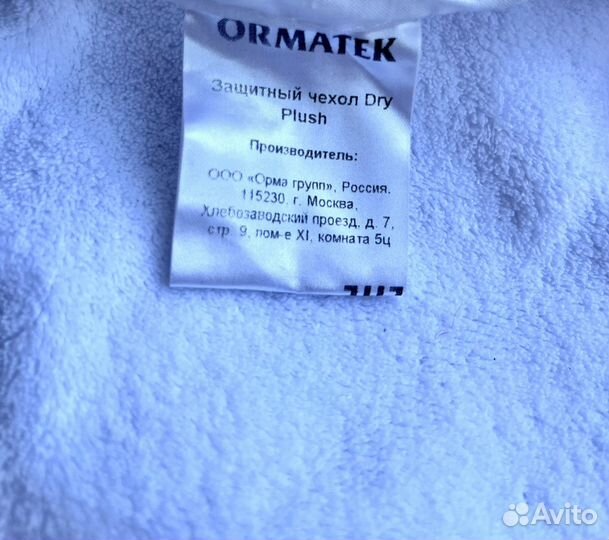 ORMATEK
Защитный чехол Dry
Plush
Производитель:
ООО «Орма групп», Россия.
115230, г. Москва,
Хлебозаводский проезд, д. 7,
стр. 9, пом-е XI, комната 5ц
Avito